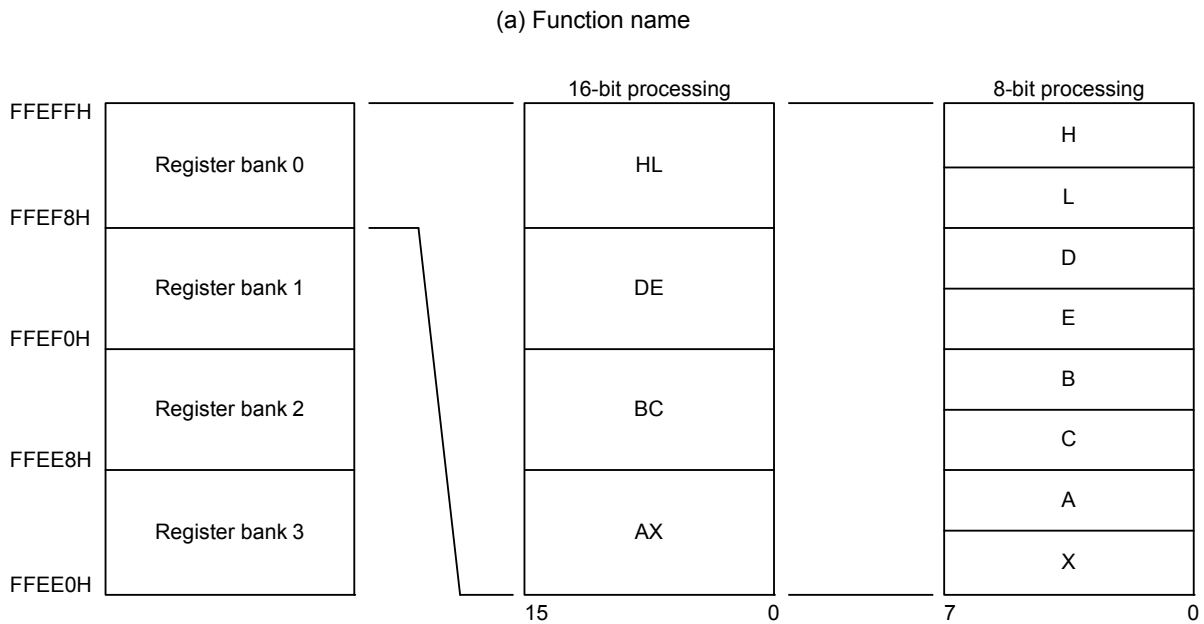 (a) Function name
16-bit processing
8-bit processing
FFEFFH
Register bank 0
HL
H
L
FFEF8H
Register bank 1
DE
D
E
FFEF0H
Register bank 2
BC
B
C
FFEE8H
Register bank 3
AX
A
X
FFEE0H
15
0
7
0